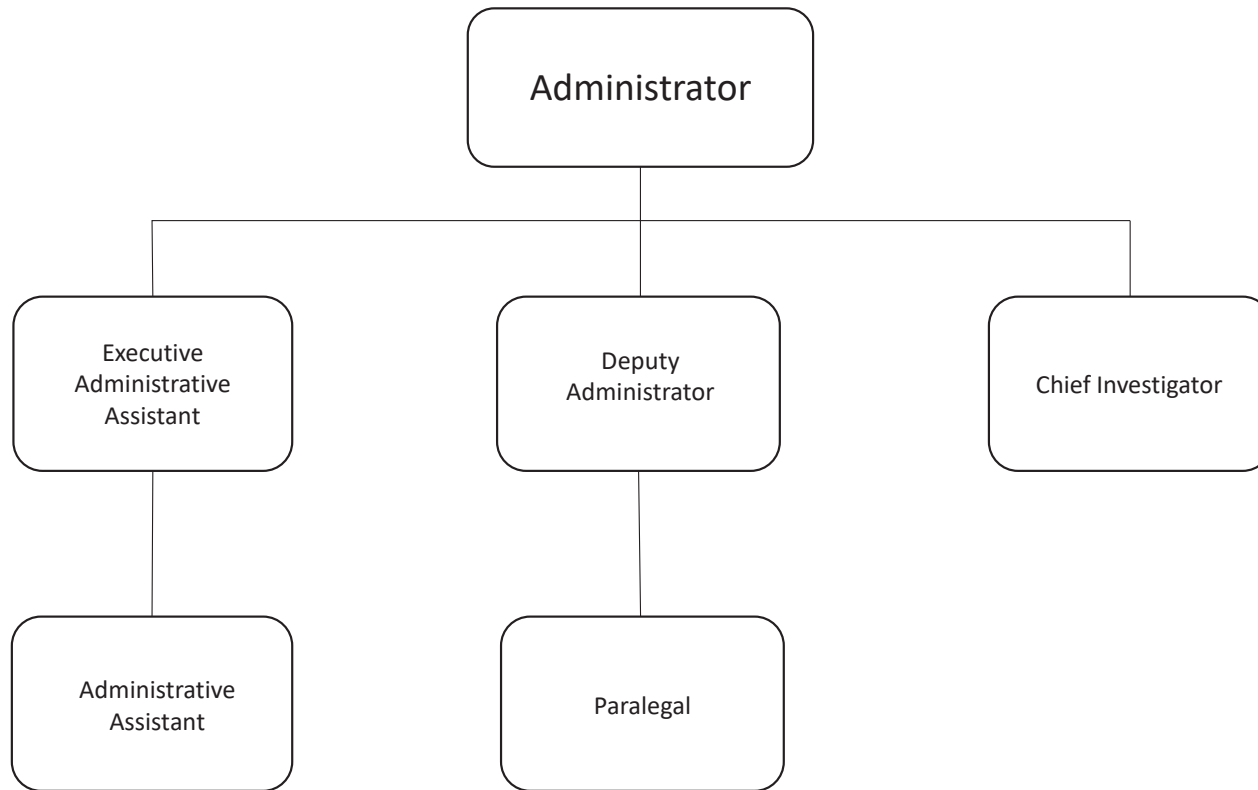 Administrator
Executive
Administrative
Assistant
Deputy
Administrator
Chief Investigator
Administrative
Assistant
Paralegal